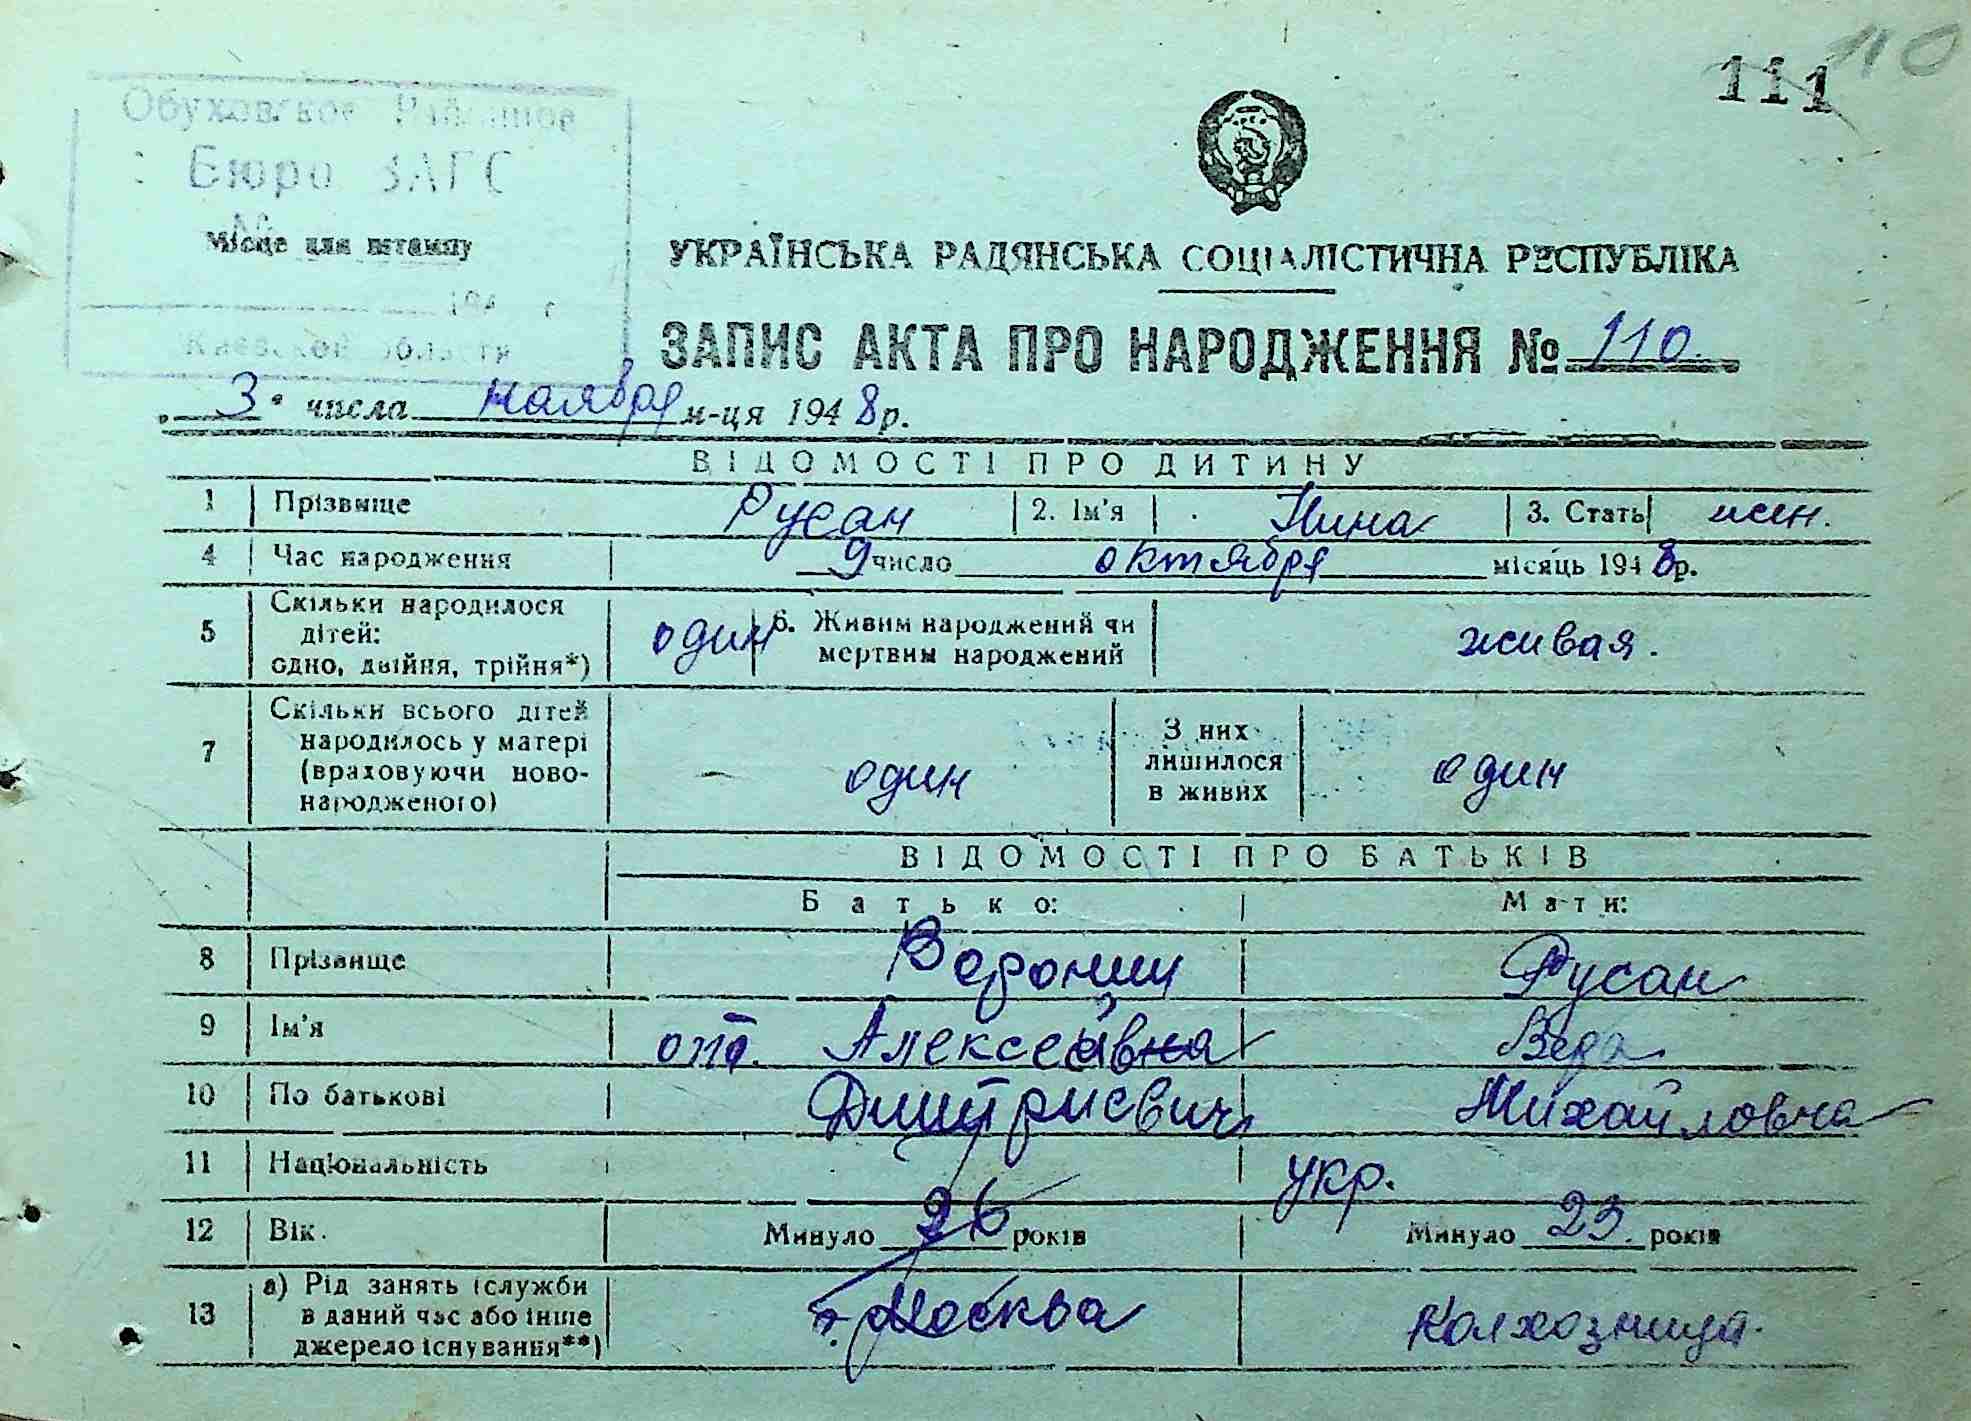 110
111
Обуховское Районное
Бюро ЗАГС
№
Місце для штампу
194 г
Киевской области
УКРАЇНСЬКА РАДЯНСЬКА СОЦІАЛІСТИЧНА РЕСПУБЛІКА
ЗАПИС АКТА ПРО НАРОДЖЕННЯ № 110.
„3" числа ноября м-ця 1948 р.
ВІДОМОСТІ ПРО ДИТИНУ
1 Прізвище Русан 2. Ім'я Нина 3. Стать жен.
4 Час народження 9 число октября місяць 1948 р.
5 Скільки народилося дітей: одно, двійня, трійня*) один 6. Живим народжений чи мертвим народжений живая.
7 Скільки всього дітей народилось у матері (враховуючи ново-народженого) – один З них лишилося в живих один
ВІДОМОСТІ ПРО БАТЬКІВ
Батько: Мати:
8 Прізвище Воронин Русан
9 Ім'я от. Алексей Вера
10 По батькові Дмитриевич Михайловна
11 Національність укр.
12 Вік. Минуло 26 років Минуло 23. років
13 а) Рід занять (служби в даний час або інше джерело існування**) г. Москва колхозница.